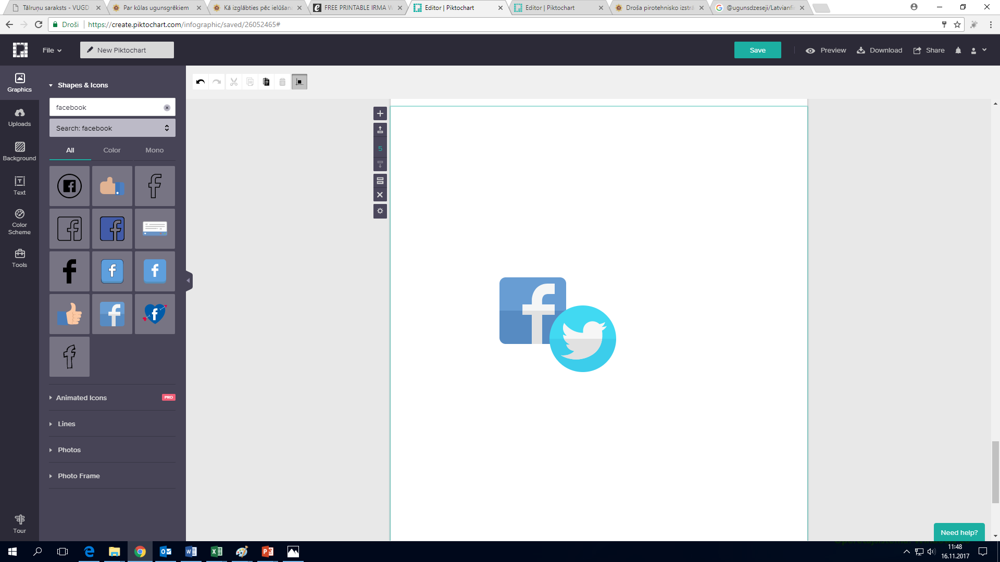 Tālruņu saraksts - VUGD
Par kūlas ugunsgrēkiem
Kā izglābties pēc ielūšana
FREE PRINTABLE IRMA W
Editor | Piktochart
Editor | Piktochart
Droša pirotehnisko izstrā
@ugunsdzeseji/Latvianfi
Droši
https://create.piktochart.com/infographic/saved/26052465#
File
New Piktochart
Save
Preview
Download
Share
Graphics
Uploads
Background
Text
Color
Scheme
Tools
Tour
Shapes & Icons
facebook
Search: facebook
All
Color
Mono
Animated Icons
PRO
Lines
Photos
Photo Frame
5
Need help?
11:48
16.11.2017